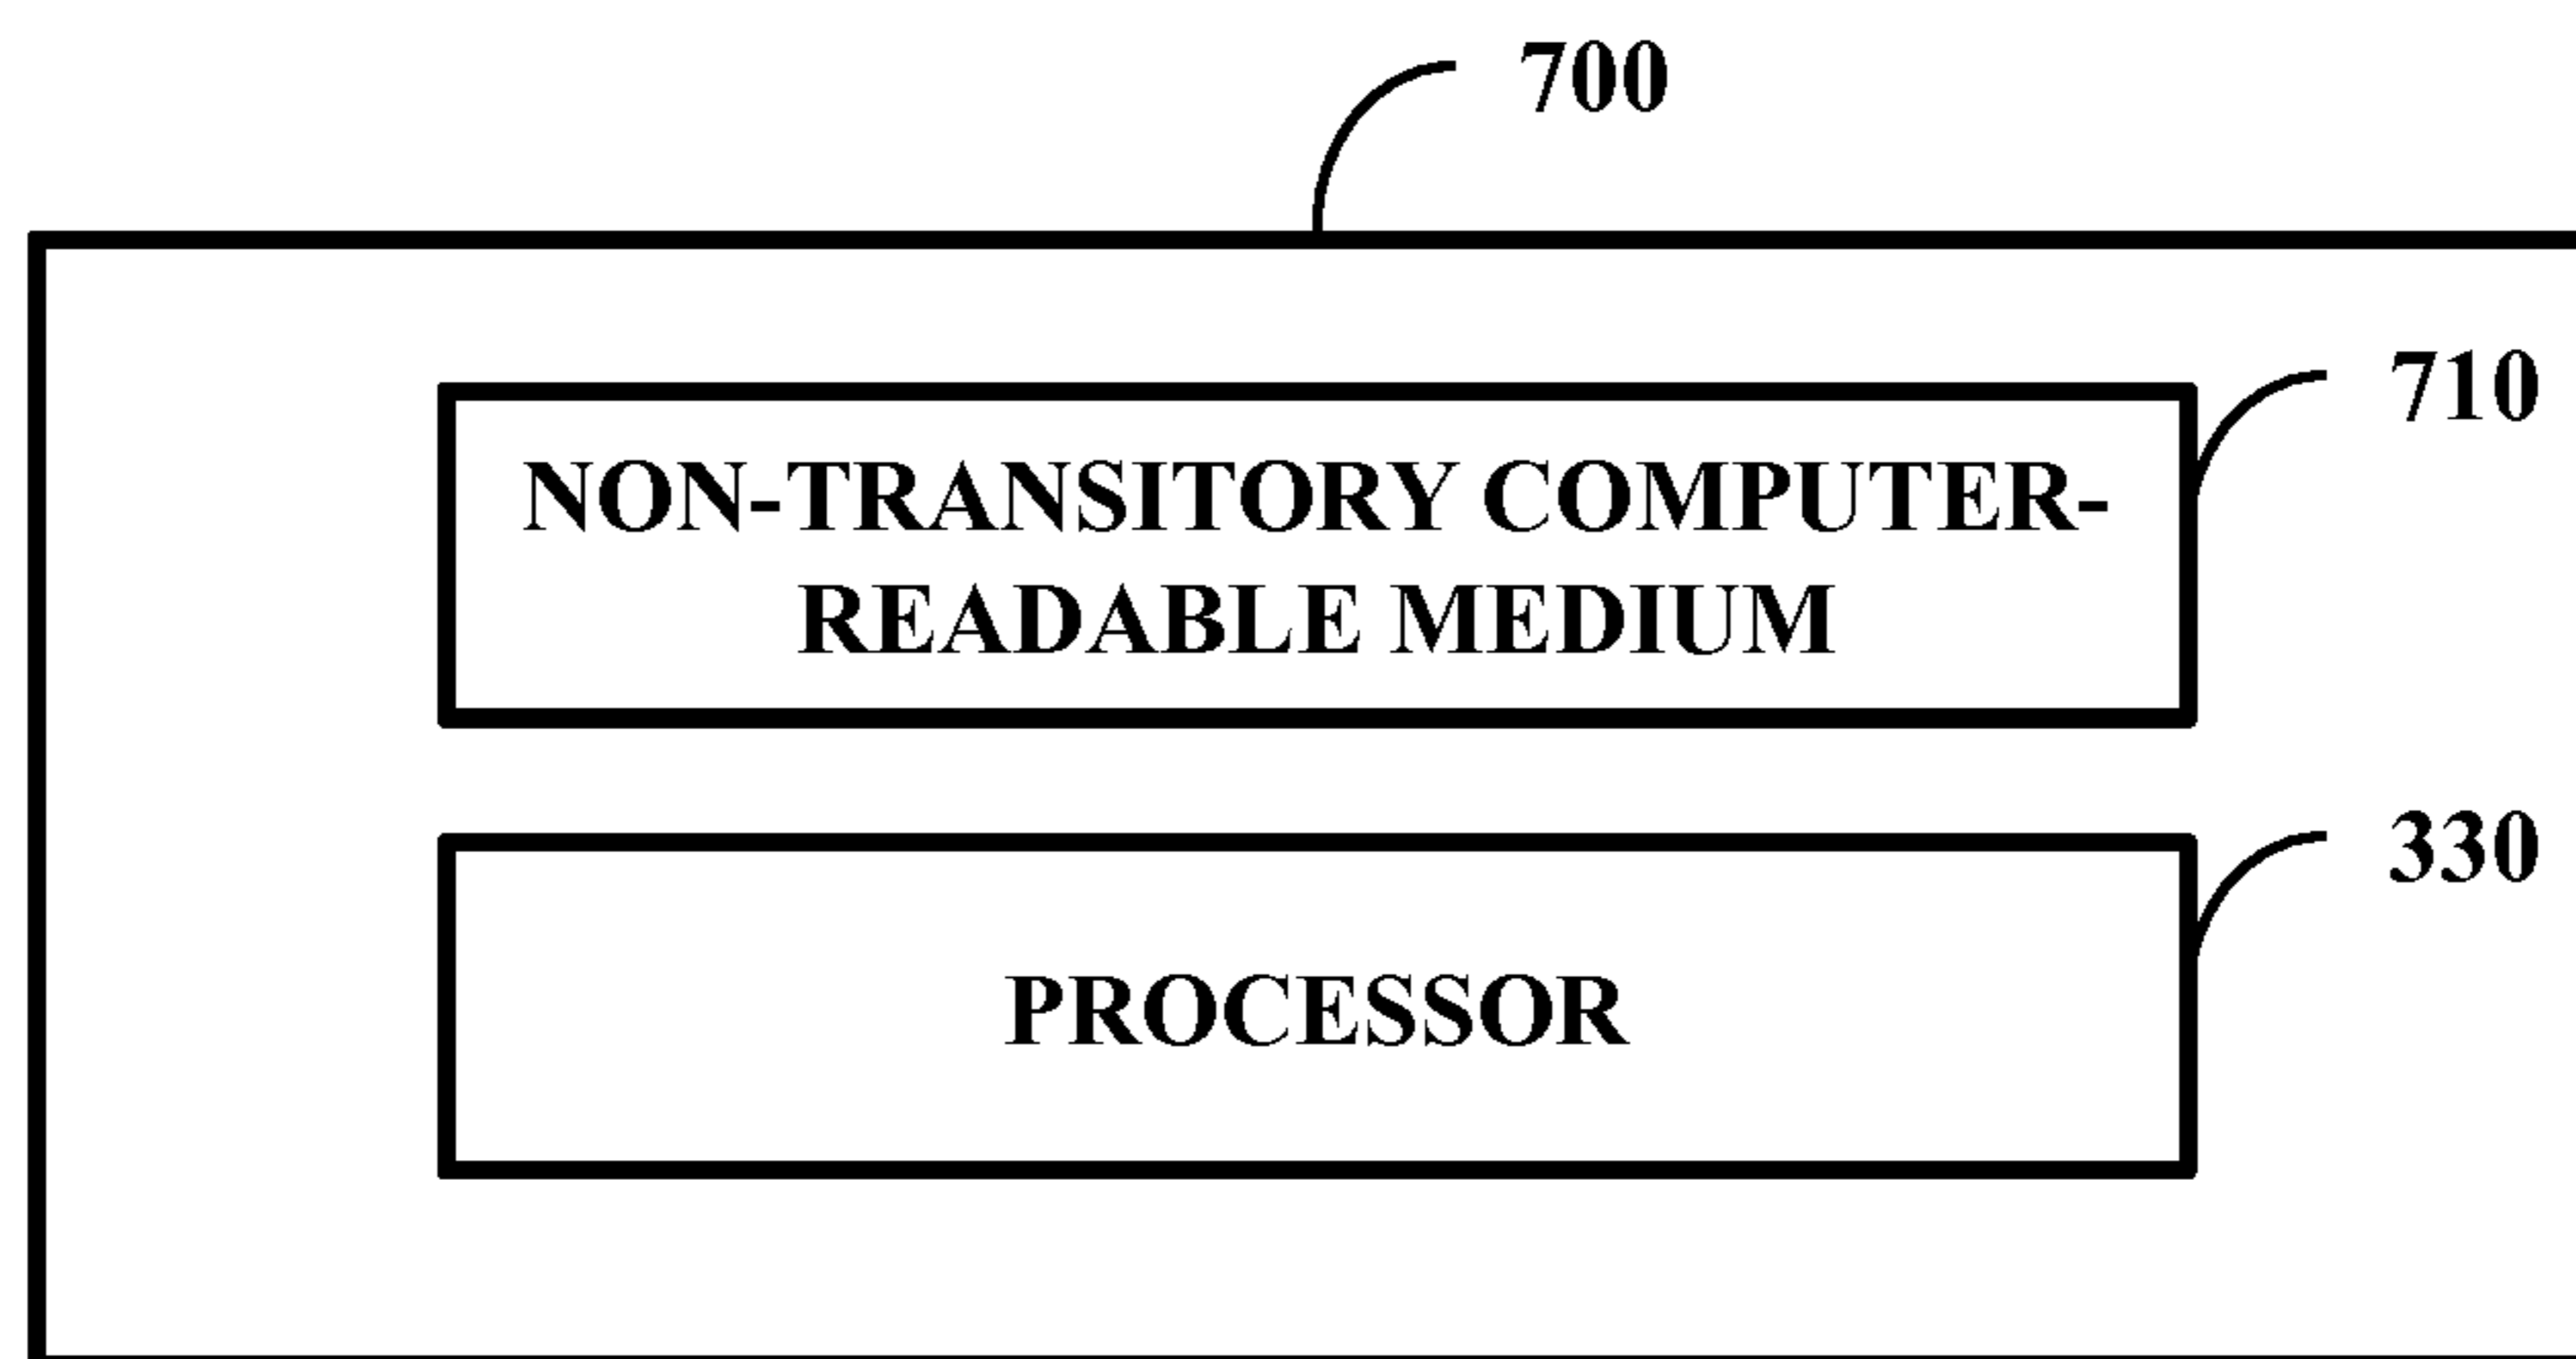 700
710
NON-TRANSITORY COMPUTER-
READABLE MEDIUM
330
PROCESSOR